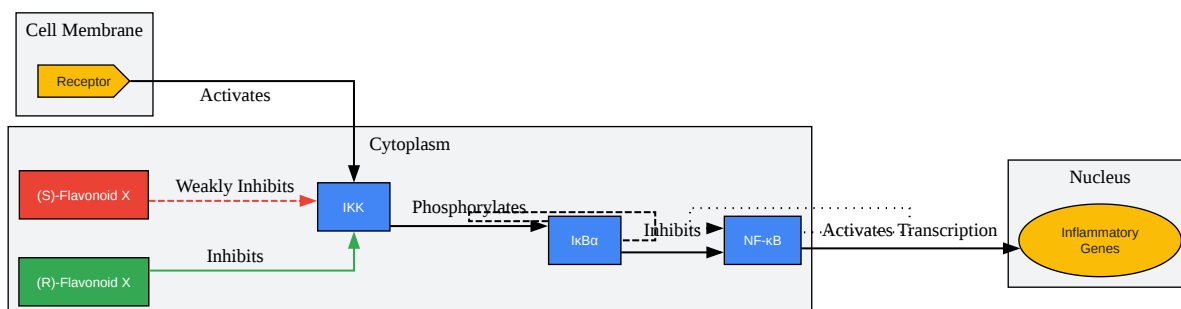 Cell Membrane
Receptor
Activates
Cytoplasm
(S)-Flavonoid X
Weakly Inhibits
IKK
Phosphorylates
(R)-Flavonoid X
Inhibits
IκBα
Inhibits
NF-κB
Activates Transcription
Nucleus
Inflammatory
Genes